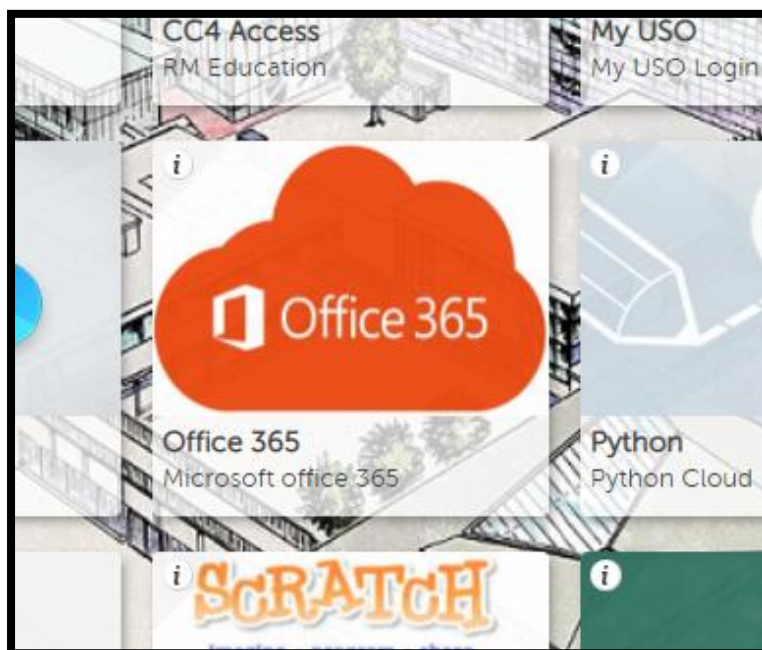 CC4 Access
RM Education
My USO
My USO Login
i
i
Office 365
Office 365
Microsoft office 365
Python
Python Cloud
i
SCRATCH
i